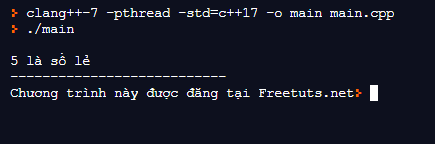 > clang++-7 -pthread -std=c++17 -o main main.cpp
> ./main
5 là số lẻ
---------------------------
Chương trình này được đăng tại Freetuts.net>